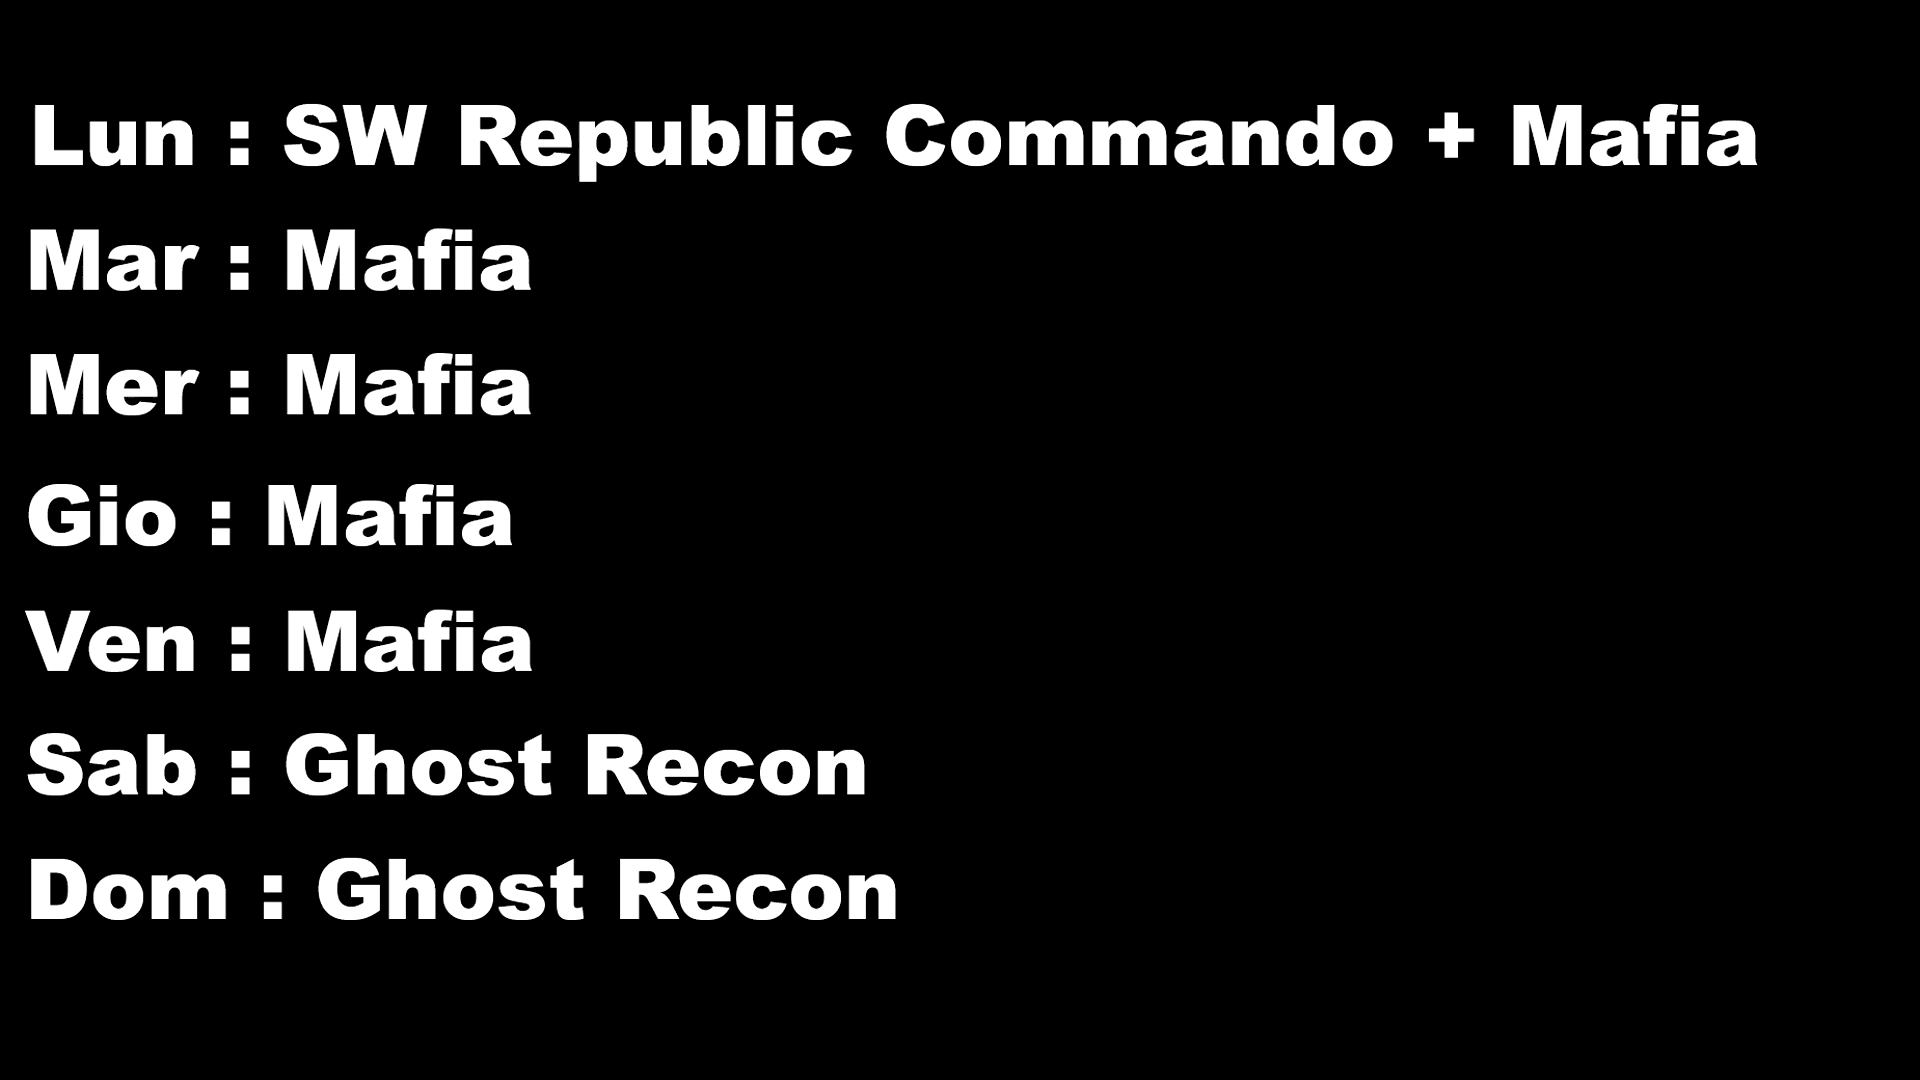 Lun : SW Republic Commando + Mafia
Mar : Mafia
Mer : Mafia
Gio : Mafia
Ven : Mafia
Sab : Ghost Recon
Dom : Ghost Recon